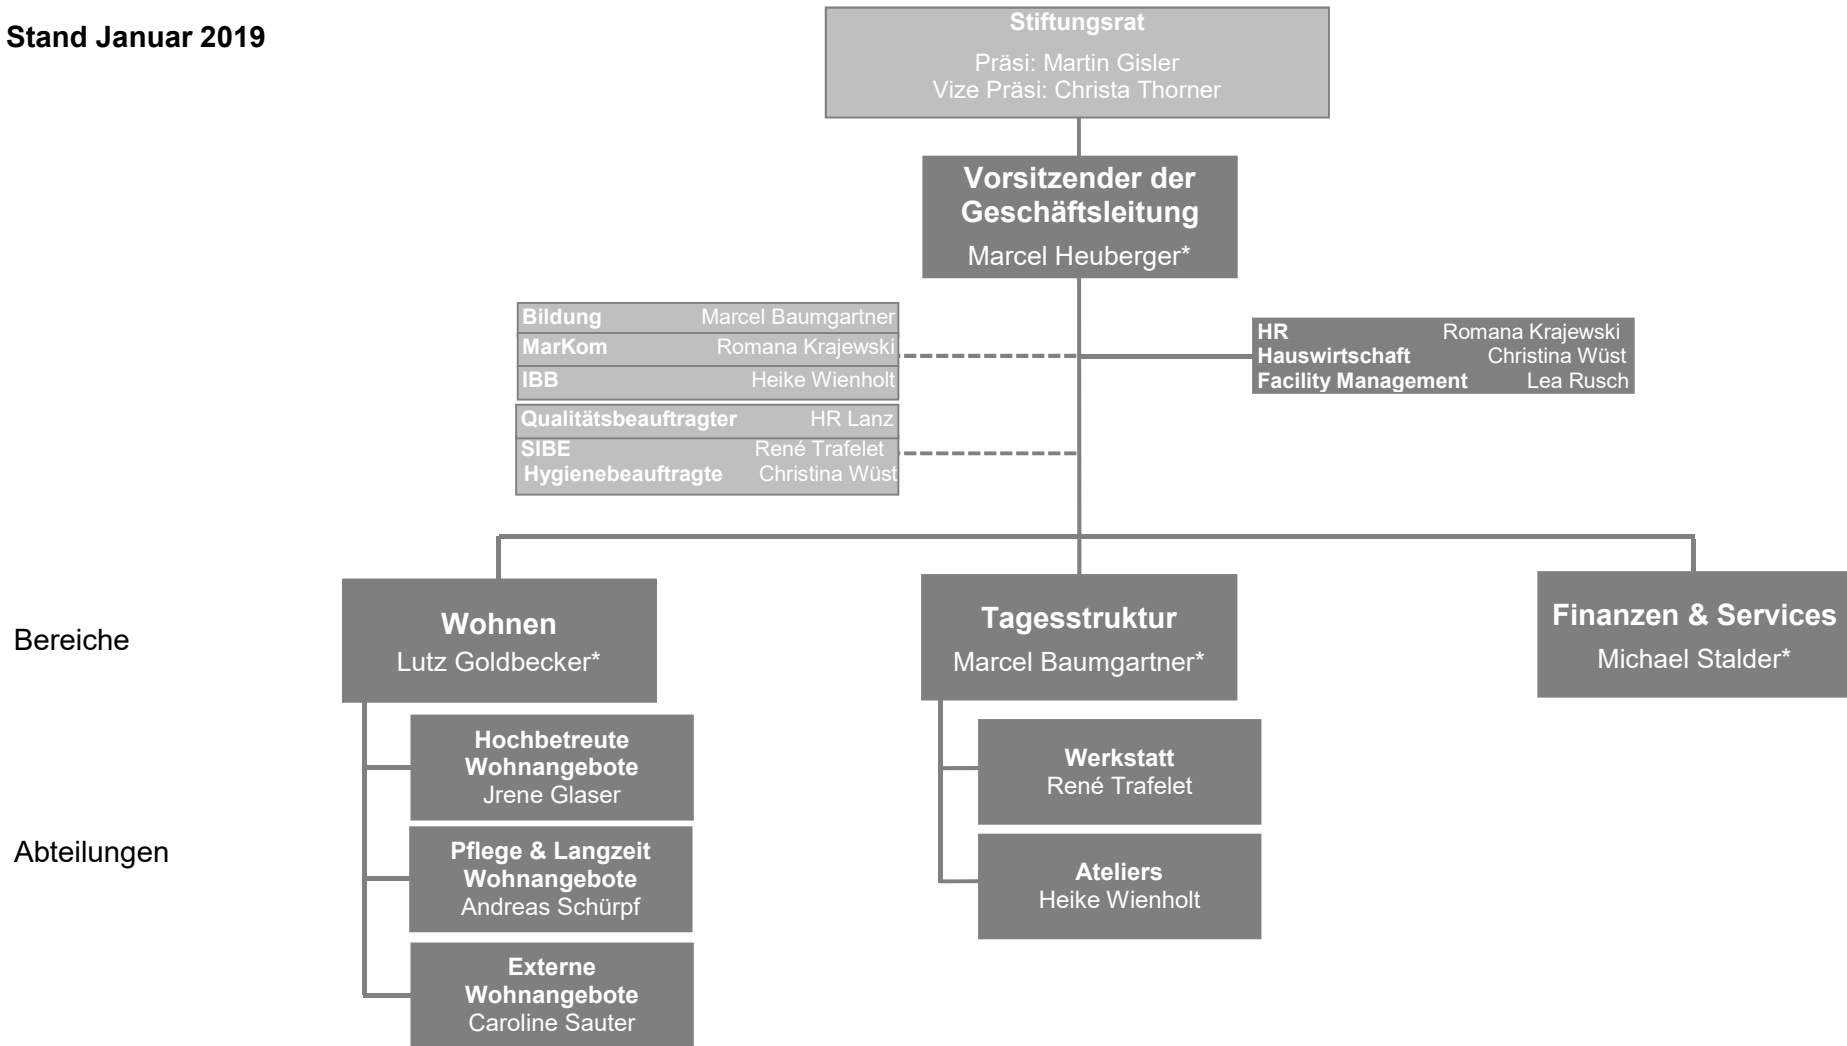 Stand Januar 2019
Stiftungsrat
Präsi: Martin Gisler
Vize Präsi: Christa Thorner
Vorsitzender der
Geschäftsleitung
Marcel Heuberger*
Bildung Marcel Baumgartner
MarKom Romana Krajewski
IBB Heike Wienholt
Qualitätsbeauftragter HR Lanz
SIBE René Trafelet
Hygienebeauftragte Christina Wüst
HR Romana Krajewski
Hauswirtschaft Christina Wüst
Facility Management Lea Rusch
Bereiche
Wohnen
Lutz Goldbecker*
Tagesstruktur
Marcel Baumgartner*
Finanzen & Services
Michael Stalder*
Abteilungen
Hochbetreute
Wohnangebote
Jrene Glaser
Pflege & Langzeit
Wohnangebote
Andreas Schürpf
Externe
Wohnangebote
Caroline Sauter
Werkstatt
René Trafelet
Ateliers
Heike Wienholt